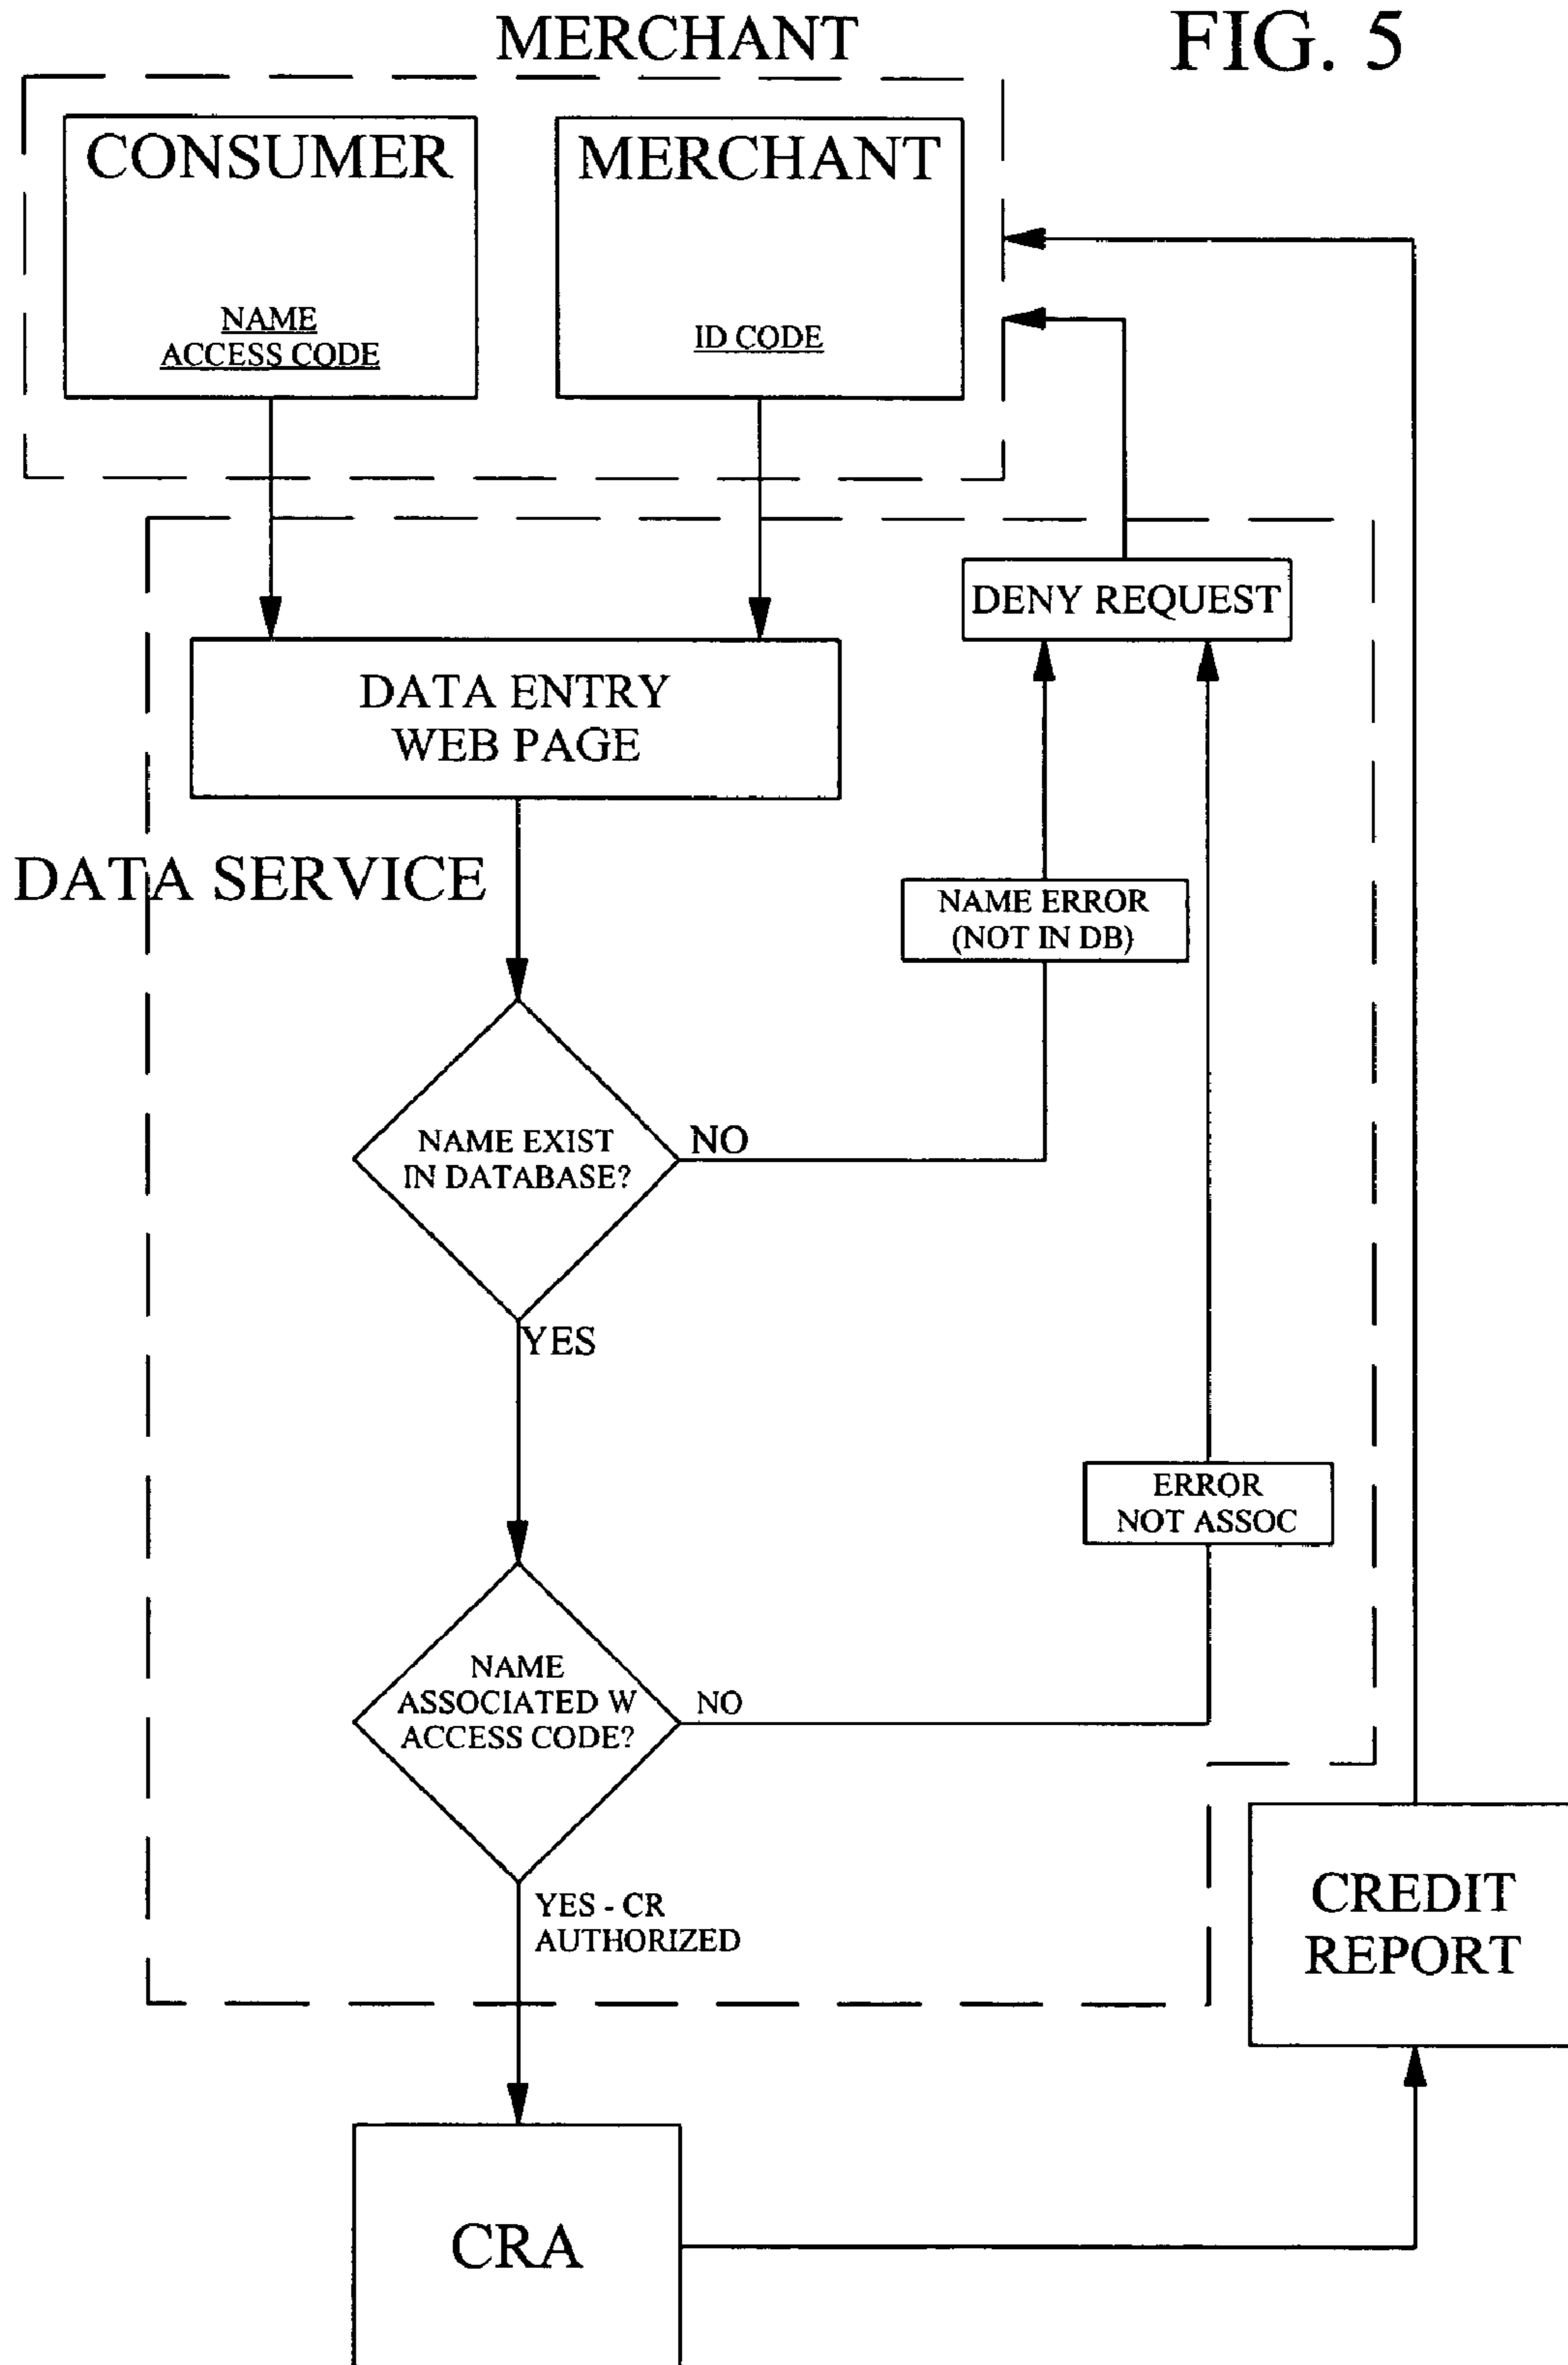 MERCHANT
FIG. 5
CONSUMER
NAME
ACCESS CODE
MERCHANT
ID CODE
DENY REQUEST
DATA ENTRY
WEB PAGE
DATA SERVICE
NAME ERROR
(NOT IN DB)
NAME EXIST
IN DATABASE?
NO
YES
ERROR
NOT ASSOC
NAME
ASSOCIATED W
ACCESS CODE?
NO
YES - CR
AUTHORIZED
CREDIT
REPORT
CRA